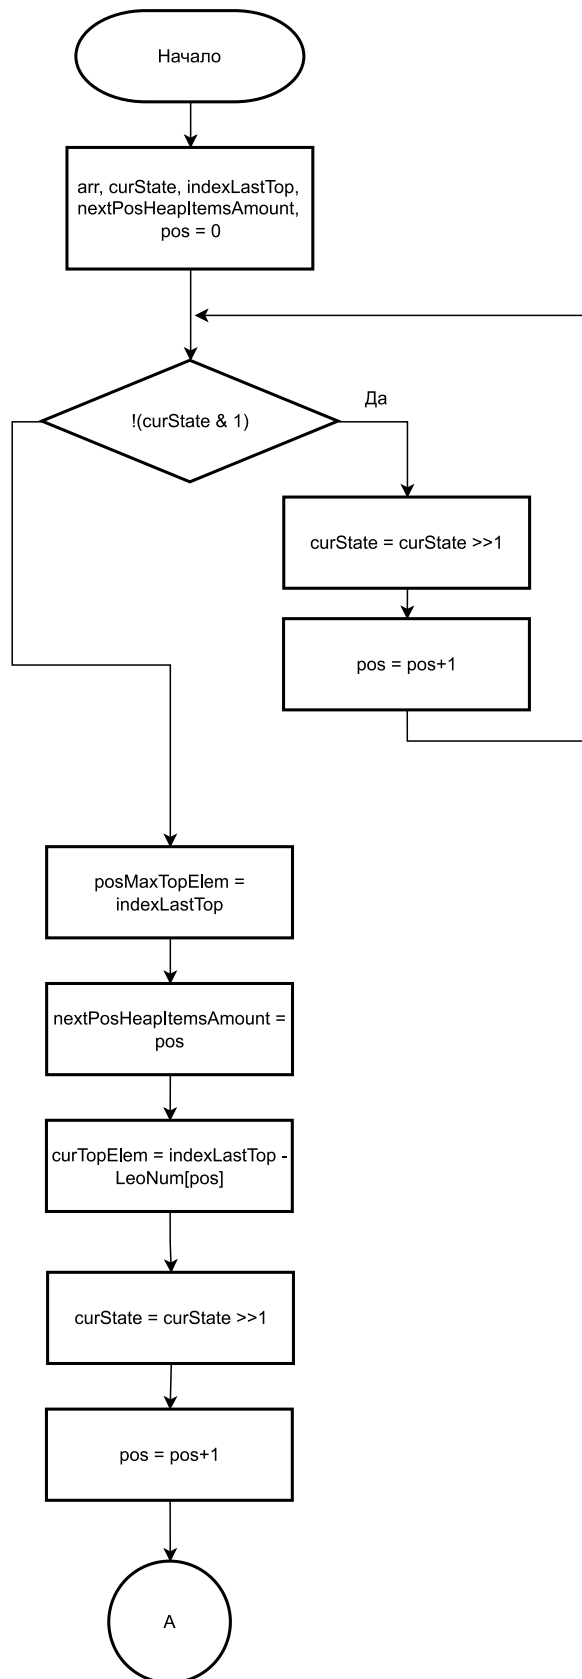 Начало
arr, curState, indexLastTop,
nextPosHeapItemsAmount,
pos = 0
!(curState & 1)
Да
curState = curState >>1
pos = pos+1
posMaxTopElem =
indexLastTop
nextPosHeapItemsAmount =
pos
curTopElem = indexLastTop -
LeoNum[pos]
curState = curState >>1
pos = pos+1
A